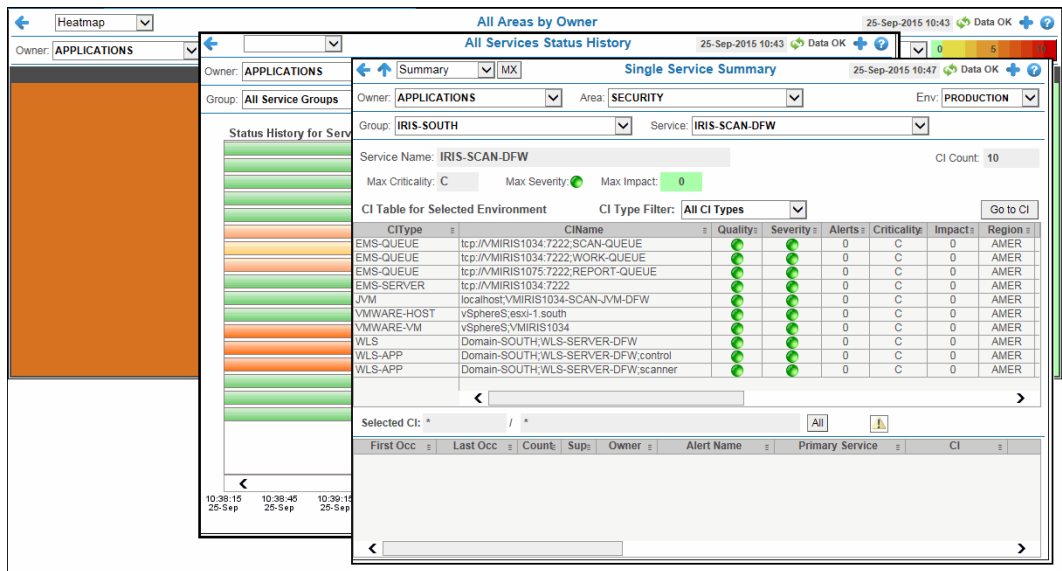 Heatmap
All Areas by Owner
25-Sep-2015 10:43 Data OK
Owner: APPLICATIONS
0 5
All Services Status History
25-Sep-2015 10:43 Data OK
Owner: APPLICATIONS
Group: All Service Groups
Status History for Serv
10:38:15 10:38:45 10:39:15
25-Sep 25-Sep 25-Sep
Summary MX
Single Service Summary
25-Sep-2015 10:47 Data OK
Owner: APPLICATIONS Area: SECURITY Env: PRODUCTION
Group: IRIS-SOUTH Service: IRIS-SCAN-DFW
Service Name: IRIS-SCAN-DFW CI Count: 10
Max Criticality: C Max Severity: Max Impact: 0
CI Table for Selected Environment CI Type Filter: All CI Types Go to CI
CIType CIName Quality Severity Alerts Criticality Impact Region
EMS-QUEUE tcp://VMIRIS1034:7222;SCAN-QUEUE 0 C 0 AMER
EMS-QUEUE tcp://VMIRIS1034:7222;WORK-QUEUE 0 C 0 AMER
EMS-QUEUE tcp://VMIRIS1075:7222;REPORT-QUEUE 0 C 0 AMER
EMS-SERVER tcp://VMIRIS1034:7222 0 C 0 AMER
JVM localhost;VMIRIS1034-SCAN-JVM-DFW 0 C 0 AMER
VMWARE-HOST vSphereS;esxi-1.south 0 C 0 AMER
VMWARE-VM vSphereS;VMIRIS1034 0 C 0 AMER
WLS Domain-SOUTH;WLS-SERVER-DFW 0 C 0 AMER
WLS-APP Domain-SOUTH;WLS-SERVER-DFW;control 0 C 0 AMER
WLS-APP Domain-SOUTH;WLS-SERVER-DFW;scanner 0 C 0 AMER
Selected CI: * / * All
First Occ Last Occ Count Sup Owner Alert Name Primary Service CI